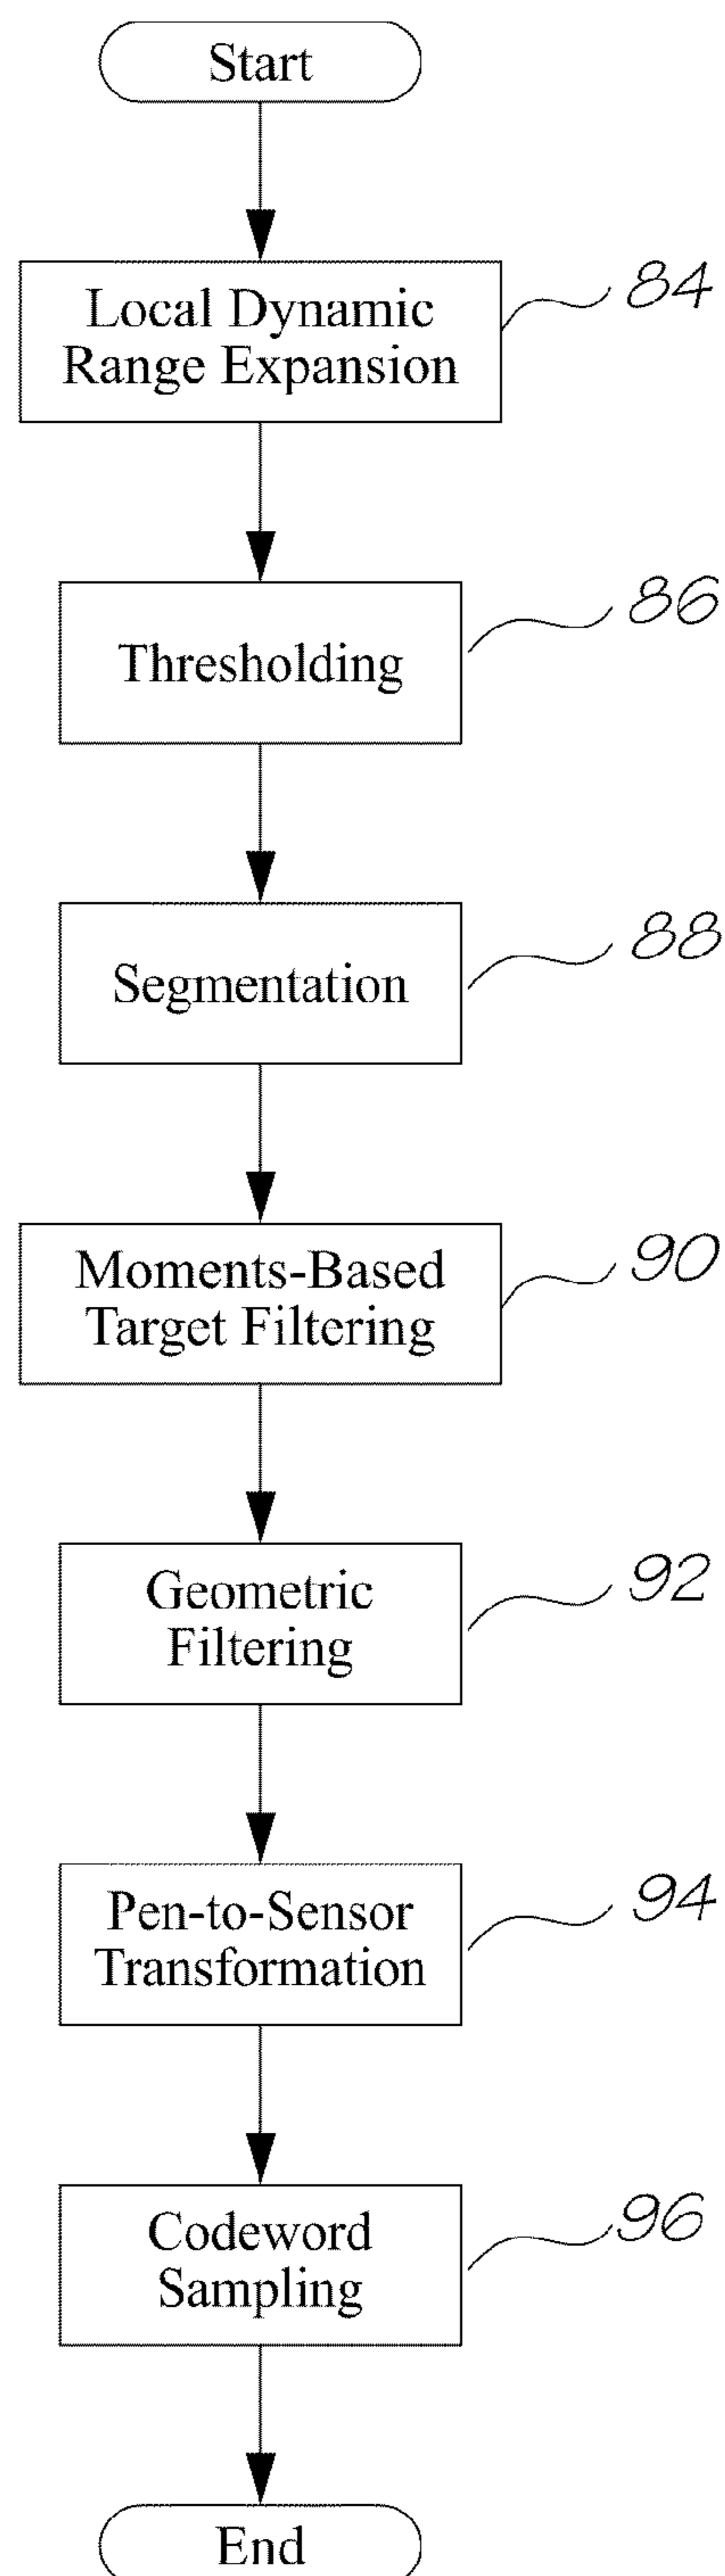 Start
Local Dynamic
Range Expansion
84
Thresholding
86
Segmentation
88
Moments-Based
Target Filtering
90
Geometric
Filtering
92
Pen-to-Sensor
Transformation
94
Codeword
Sampling
96
End